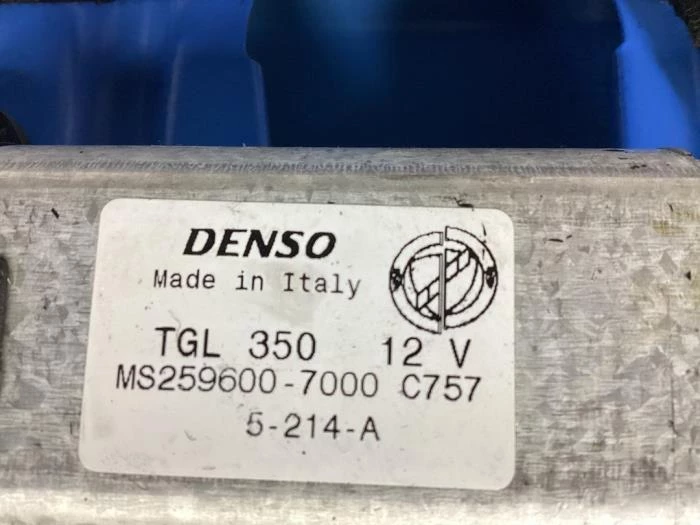 DENSO
Made in Italy
TGL 350 12 V
MS259600-7000 C757
5-214-A